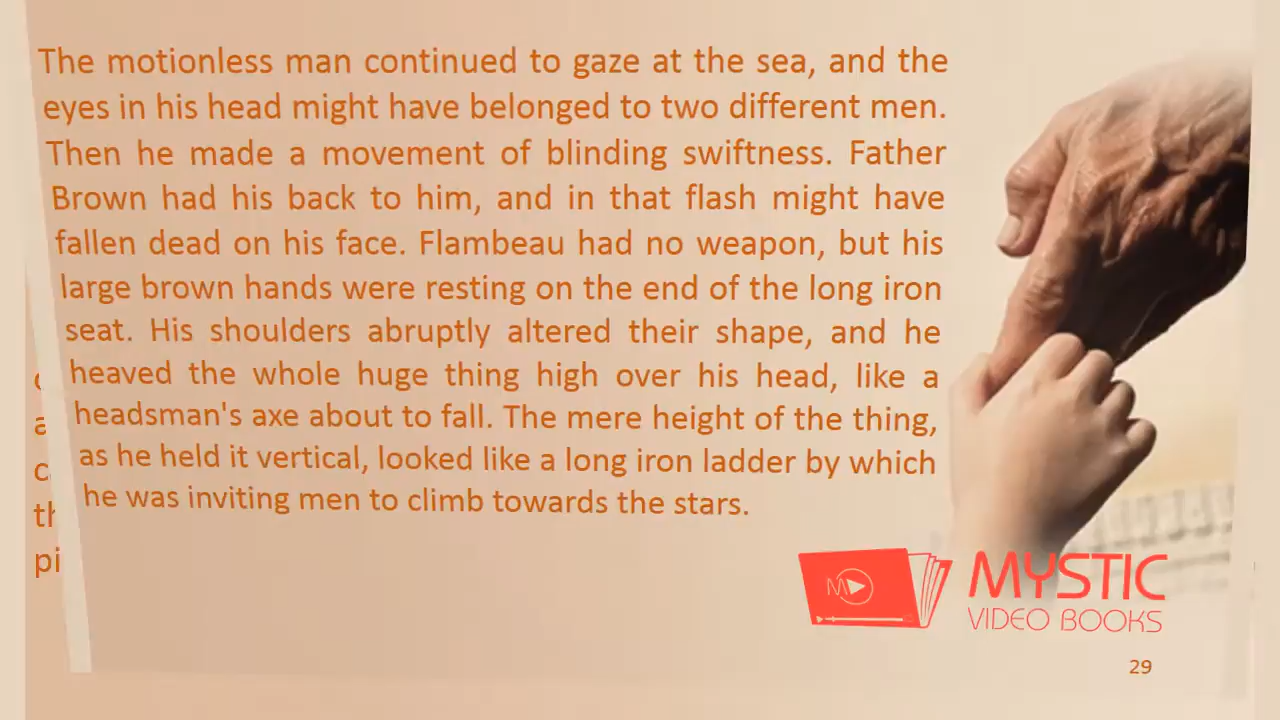 The motionless man continued to gaze at the sea, and the
eyes in his head might have belonged to two different men.
Then he made a movement of blinding swiftness. Father
Brown had his back to him, and in that flash might have
fallen dead on his face. Flambeau had no weapon, but his
large brown hands were resting on the end of the long iron
seat. His shoulders abruptly altered their shape, and he
heaved the whole huge thing high over his head, like a
headsman's axe about to fall. The mere height of the thing,
as he held it vertical, looked like a long iron ladder by which
he was inviting men to climb towards the stars.
MYSTIC
VIDEO BOOKS
29